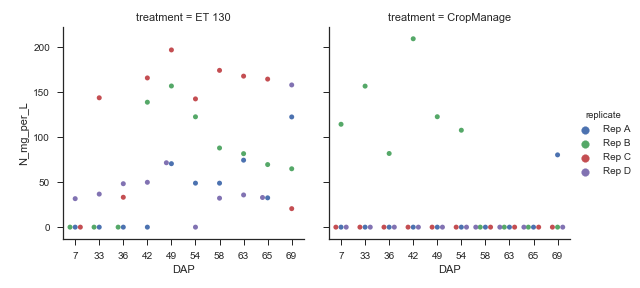 treatment = ET 130
treatment = CropManage
N_mg_per_L
200
150
100
50
0
7 33 36 42 49 54 58 63 65 69
7 33 36 42 49 54 58 63 65 69
DAP
DAP
replicate
Rep A
Rep B
Rep C
Rep D